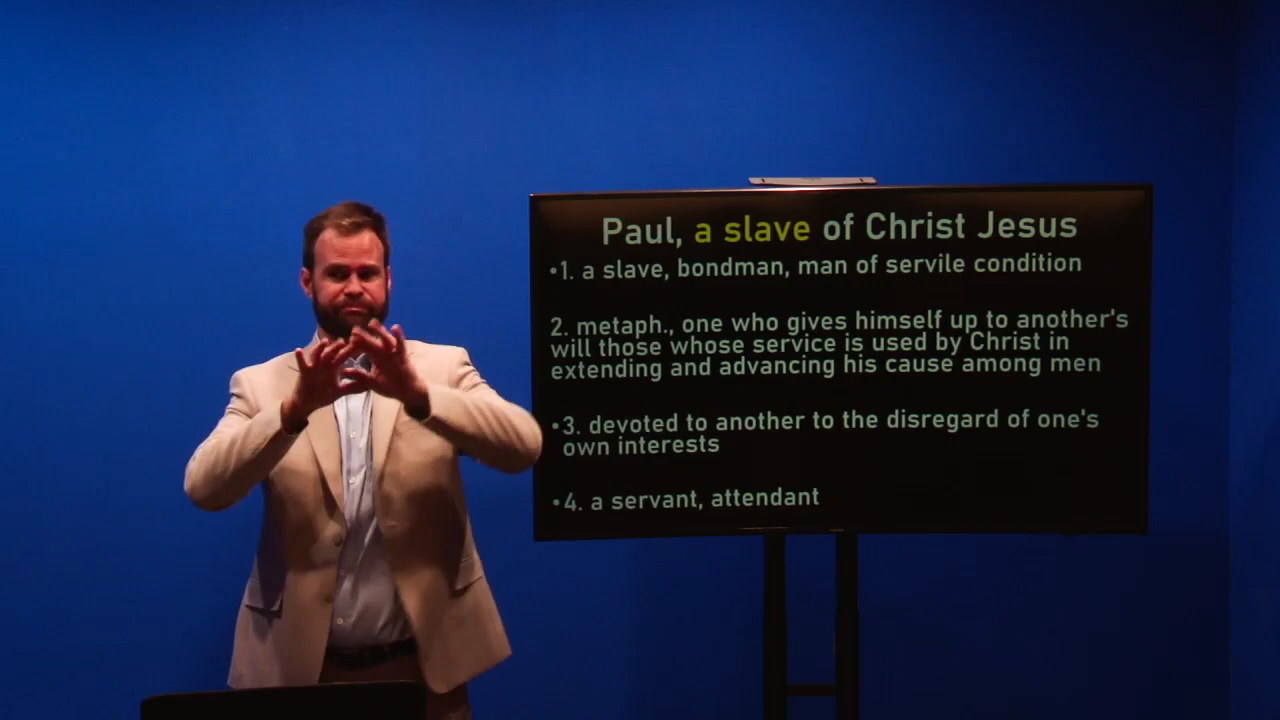 Paul, a slave of Christ Jesus
•1. a slave, bondman, man of servile condition
2. metaph., one who gives himself up to another's
will those whose service is used by Christ in
extending and advancing his cause among men
•3. devoted to another to the disregard of one's
own interests
•4. a servant, attendant